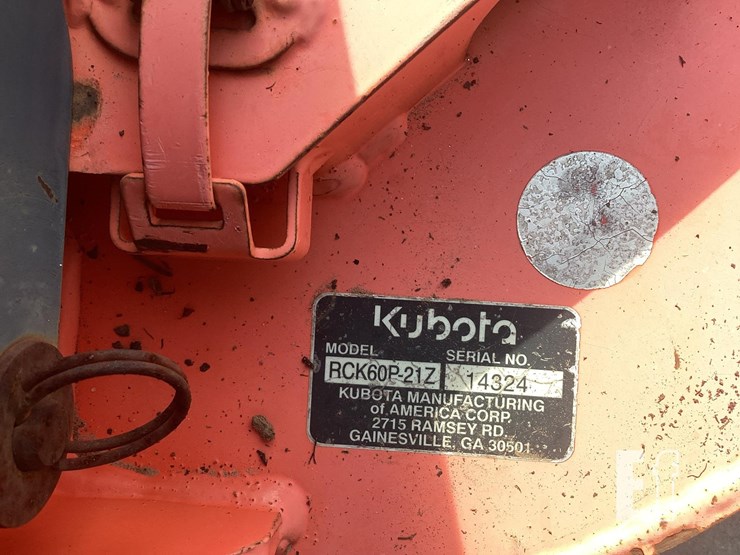 Kubota
MODEL SERIAL NO.
RCK60P-21Z 14324
KUBOTA MANUFACTURING
of AMERICA CORP.
2715 RAMSEY RD.
GAINESVILLE, GA 30501